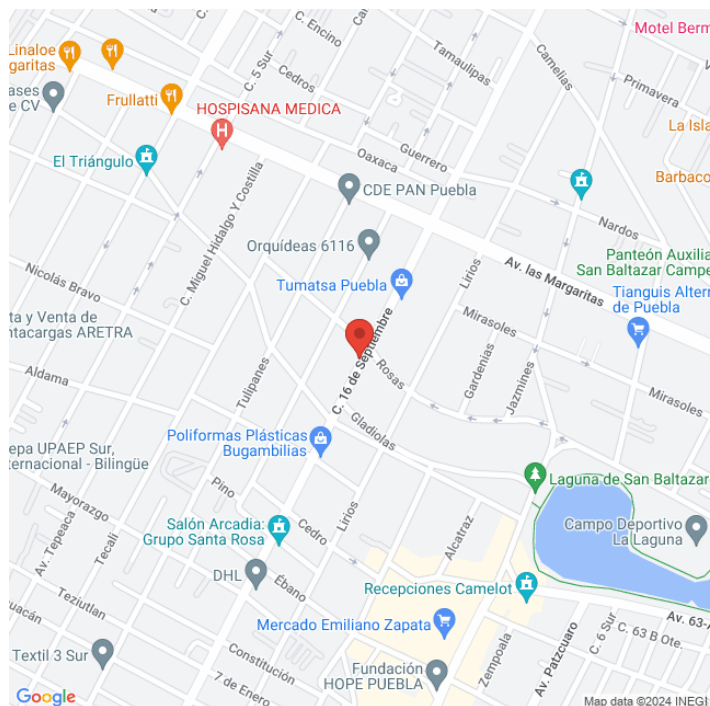 C. Encino
Motel Berm
Linaloe
argaritas
C. 5 Sur
Tamaulipas
Camelias
Cedros
Primavera
Frullatti
ases
e CV
HOSPISANA MEDICA
La Isla
Guerrero
Oaxaca
El Triángulo
CDE PAN Puebla
Barbaco
Nardos
C. Miguel Hidalgo Y Costilla
Orquídeas 6116
Av. las Margaritas
Panteón Auxilia
San Baltazar Campe
Lirios
Nicolás Bravo
Tumatsa Puebla
Tianguis Altern
de Puebla
ta y Venta de
ntacargas ARETRA
Mirasoles
C. 16 de Septiembre
Rosas
Gardenias
Jazmines
Mirasoles
Aldama
Tulipanes
Gladiolas
Poliformas Plásticas
Bugambilias
epa UPAEP Sur,
nternacional - Bilingüe
Laguna de San Baltazar
Mayorazgo
Pino
Lirios
Salón Arcadia:
Grupo Santa Rosa
Cedro
Alcatraz
Campo Deportivo
La Laguna
Av. Tepeaca
Tecali
DHL
Ébano
Recepciones Camelot
Teziutlan
Av. 63-A
uacán
Mercado Emiliano Zapata
C. 6 Sur
C. 63 B Ote.
Textil 3 Sur
Constitución
Zempoala
Av. Patzcuaro
Fundación
HOPE PUEBLA
7 de Enero
Google
Map data ©2024 INEGI